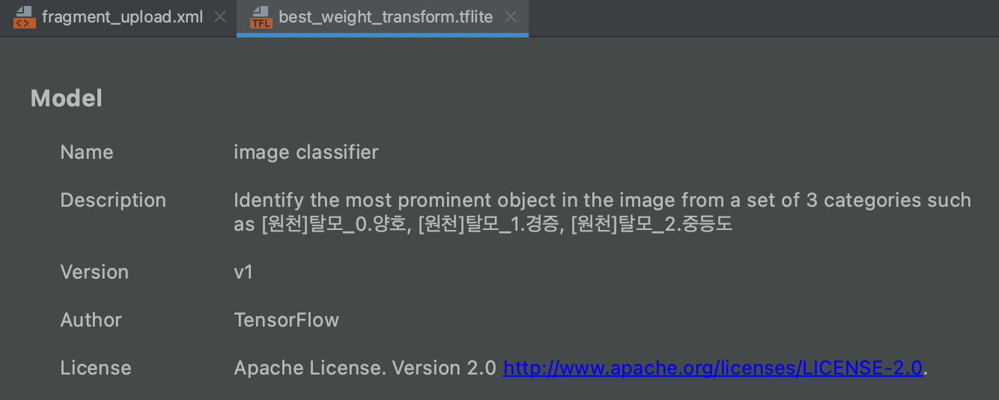 fragment_upload.xml
TFL best_weight_transform.tflite
Model
Name image classifier
Description Identify the most prominent object in the image from a set of 3 categories such
as [원천]탈모_0.양호, [원천]탈모_1.경증, [원천]탈모_2.중등도
Version v1
Author TensorFlow
License Apache License. Version 2.0 http://www.apache.org/licenses/LICENSE-2.0.